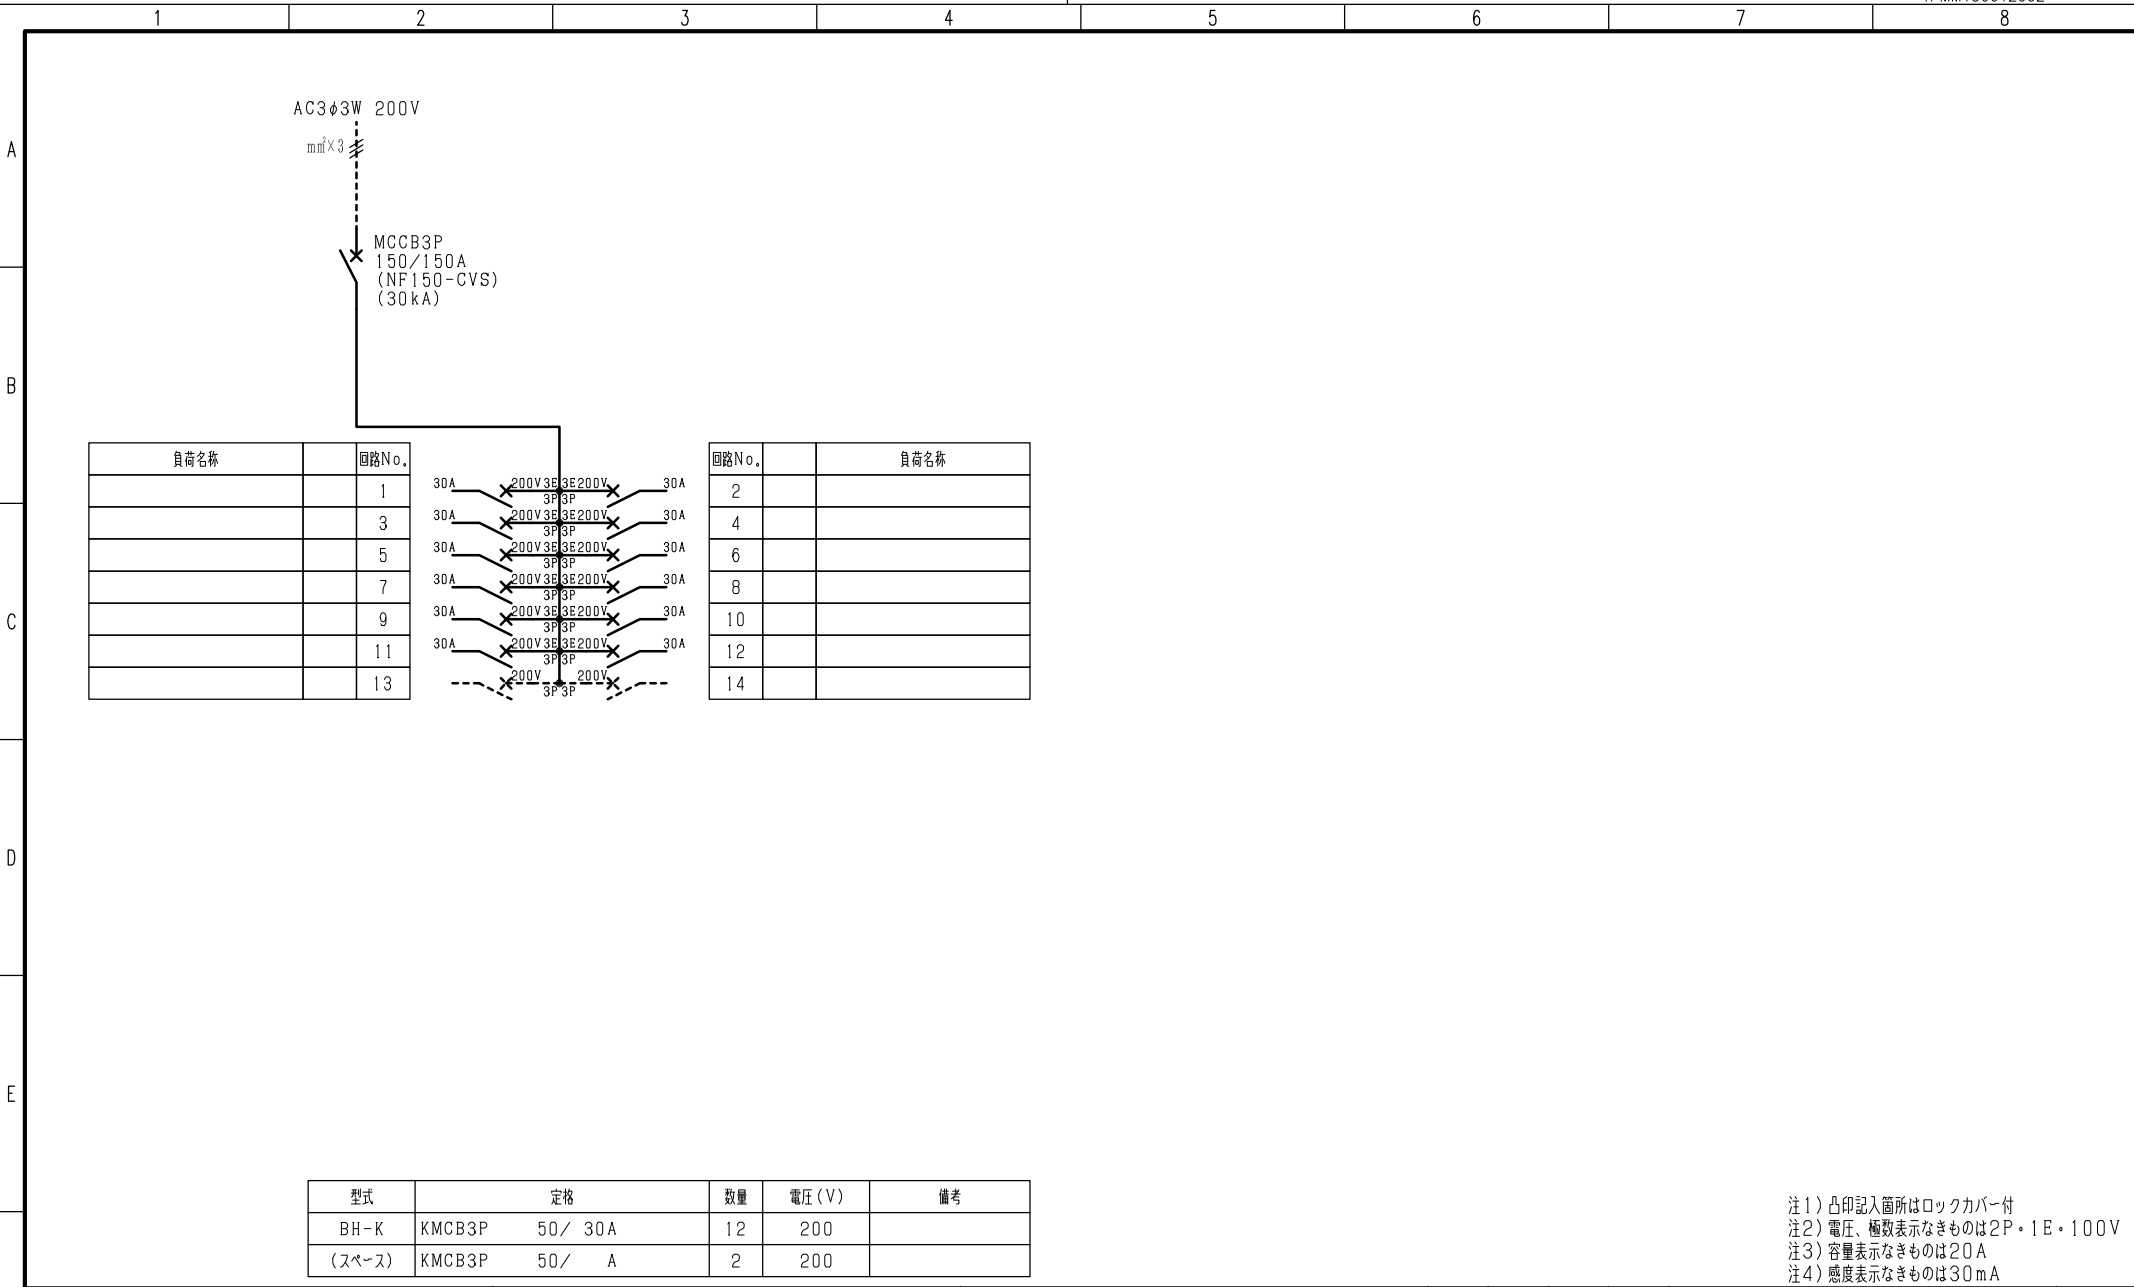 1 2 3 4 5 6 7 8
A
AC3φ3W 200V
mm²×3
MCCB3P
150/150A
(NF150-CVS)
(30kA)
B
負荷名称 回路No. 回路No. 負荷名称
1 30A 200V 3E 3E 200V 30A 2
3P 3P
3 30A 200V 3E 3E 200V 30A 4
3P 3P
5 30A 200V 3E 3E 200V 30A 6
3P 3P
7 30A 200V 3E 3E 200V 30A 8
3P 3P
C
9 30A 200V 3E 3E 200V 30A 10
3P 3P
11 30A 200V 3E 3E 200V 30A 12
3P 3P
13 200V 200V 14
3P 3P
D
E
型式 定格 数量 電圧(V) 備考
BH-K KMCB3P 50/ 30A 12 200
(スペース) KMCB3P 50/ A 2 200
注1)凸印記入箇所はロックカバー付
注2)電圧、極数表示なきものは2P・1E・100V
注3)容量表示なきものは20A
注4)感度表示なきものは30mA